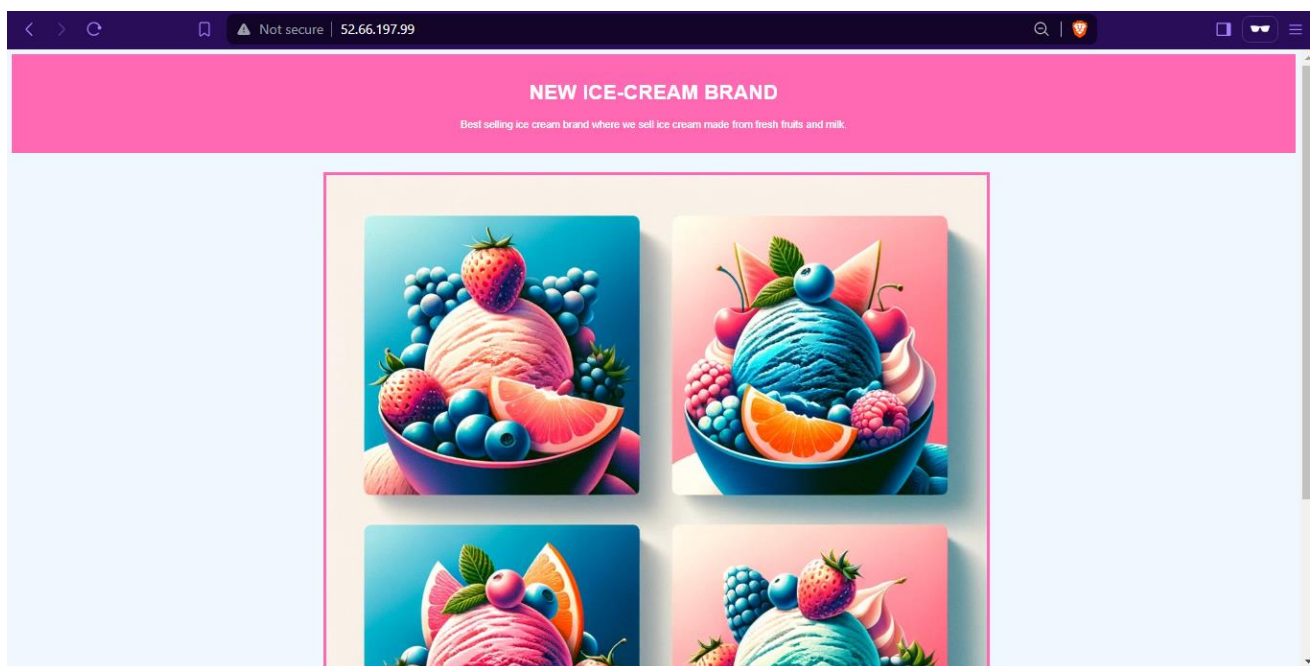 Not secure
52.66.197.99
NEW ICE-CREAM BRAND
Best selling ice cream brand where we sell ice cream made from fresh fruits and milk.